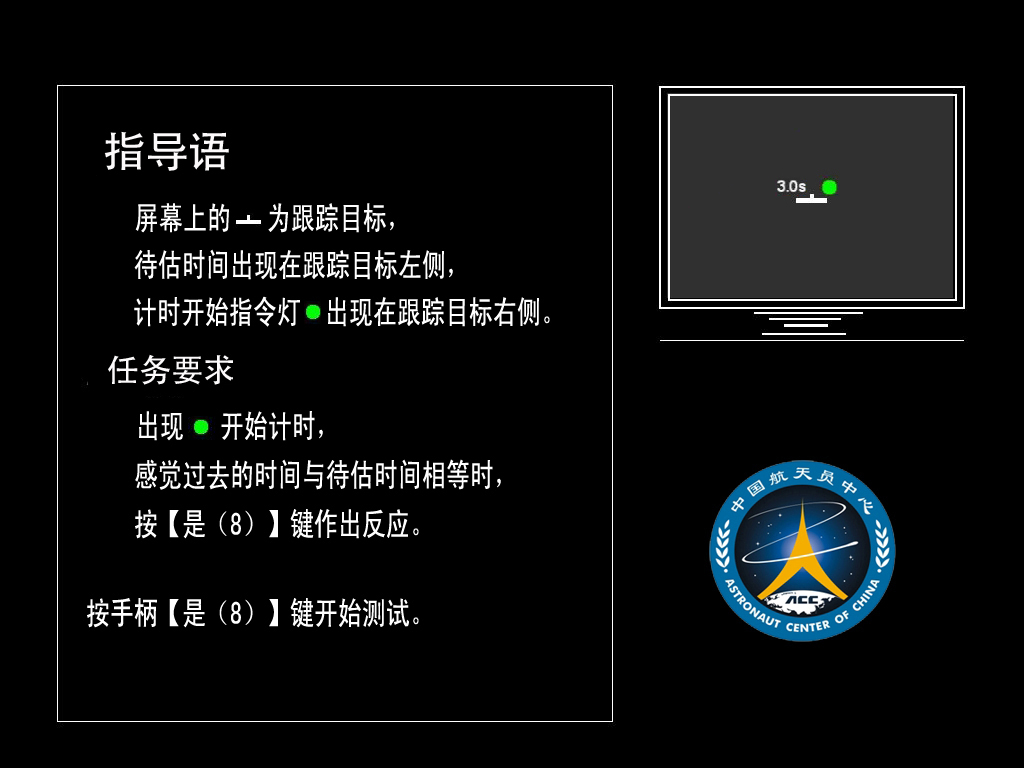 指导语
屏幕上的 为跟踪目标，
待估时间出现在跟踪目标左侧，
计时开始指令灯 出现在跟踪目标右侧。
任务要求
出现 开始计时，
感觉过去的时间与待估时间相等时，
按【是（8）】键作出反应。
按手柄【是（8）】键开始测试。
3.0s
中国航天员中心
ACC
ASTRONAUT CENTER OF CHINA